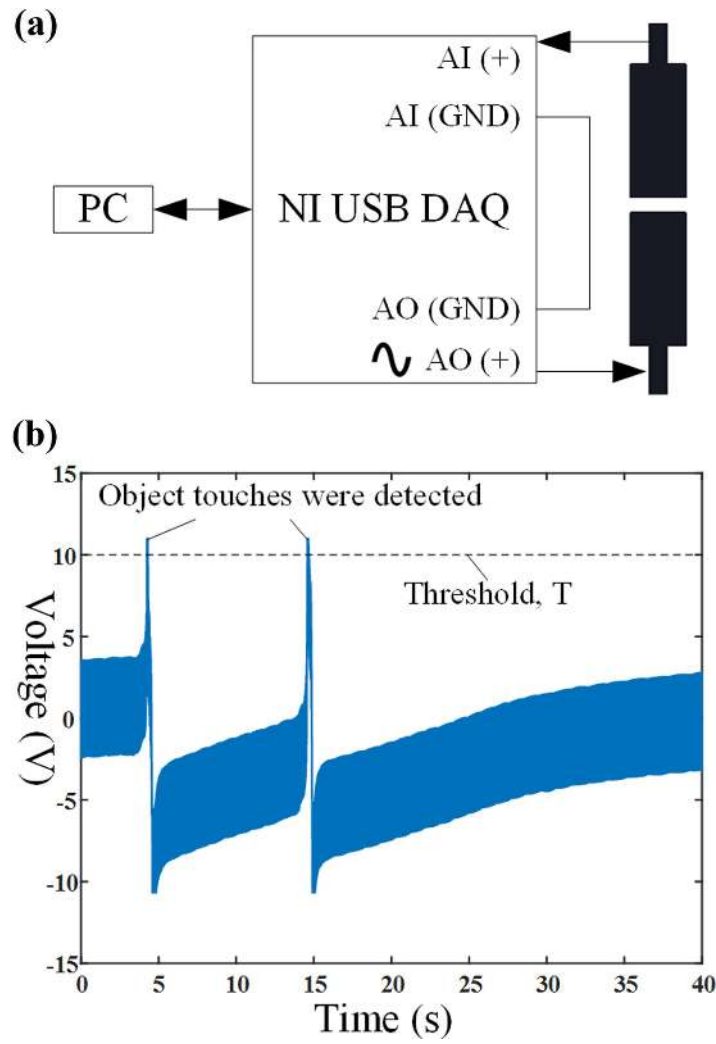 (a)
AI (+)
AI (GND)
PC
NI USB DAQ
AO (GND)
AO (+)
(b)
15
Object touches were detected
10
Threshold, T
5
0
-5
-10
-15
Voltage (V)
0 5 10 15 20 25 30 35 40
Time (s)